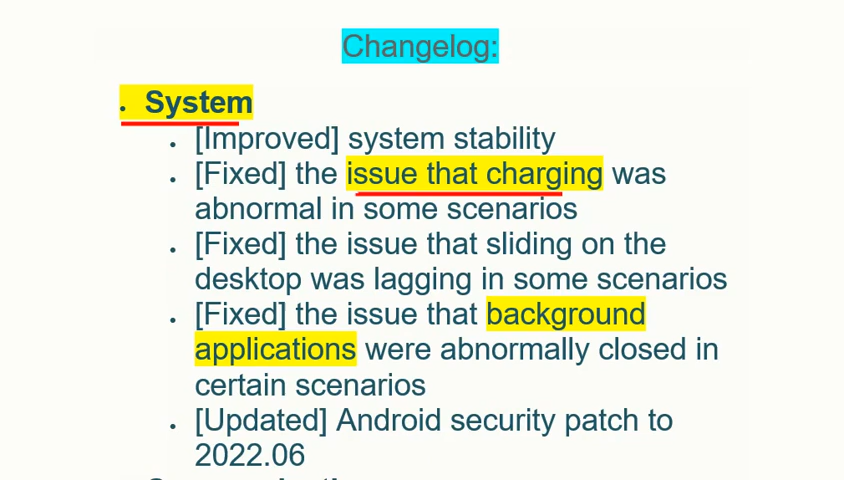 Changelog:
• System
• [Improved] system stability
• [Fixed] the issue that charging was
abnormal in some scenarios
• [Fixed] the issue that sliding on the
desktop was lagging in some scenarios
• [Fixed] the issue that background
applications were abnormally closed in
certain scenarios
• [Updated] Android security patch to
2022.06